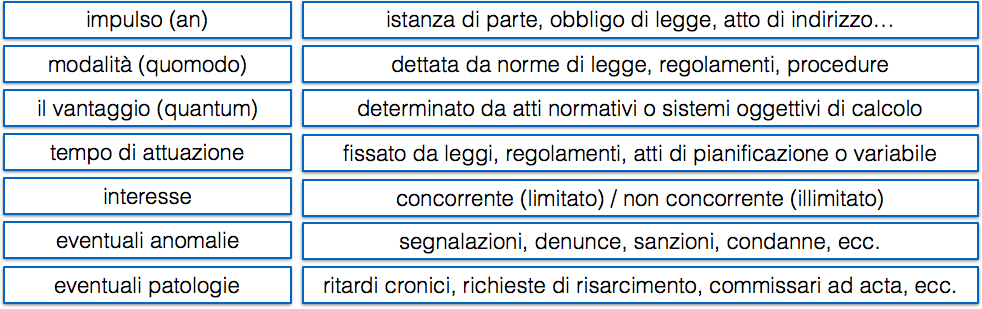 impulso (an) istanza di parte, obbligo di legge, atto di indirizzo…
modalità (quomodo) dettata da norme di legge, regolamenti, procedure
il vantaggio (quantum) determinato da atti normativi o sistemi oggettivi di calcolo
tempo di attuazione fissato da leggi, regolamenti, atti di pianificazione o variabile
interesse concorrente (limitato) / non concorrente (illimitato)
eventuali anomalie segnalazioni, denunce, sanzioni, condanne, ecc.
eventuali patologie ritardi cronici, richieste di risarcimento, commissari ad acta, ecc.